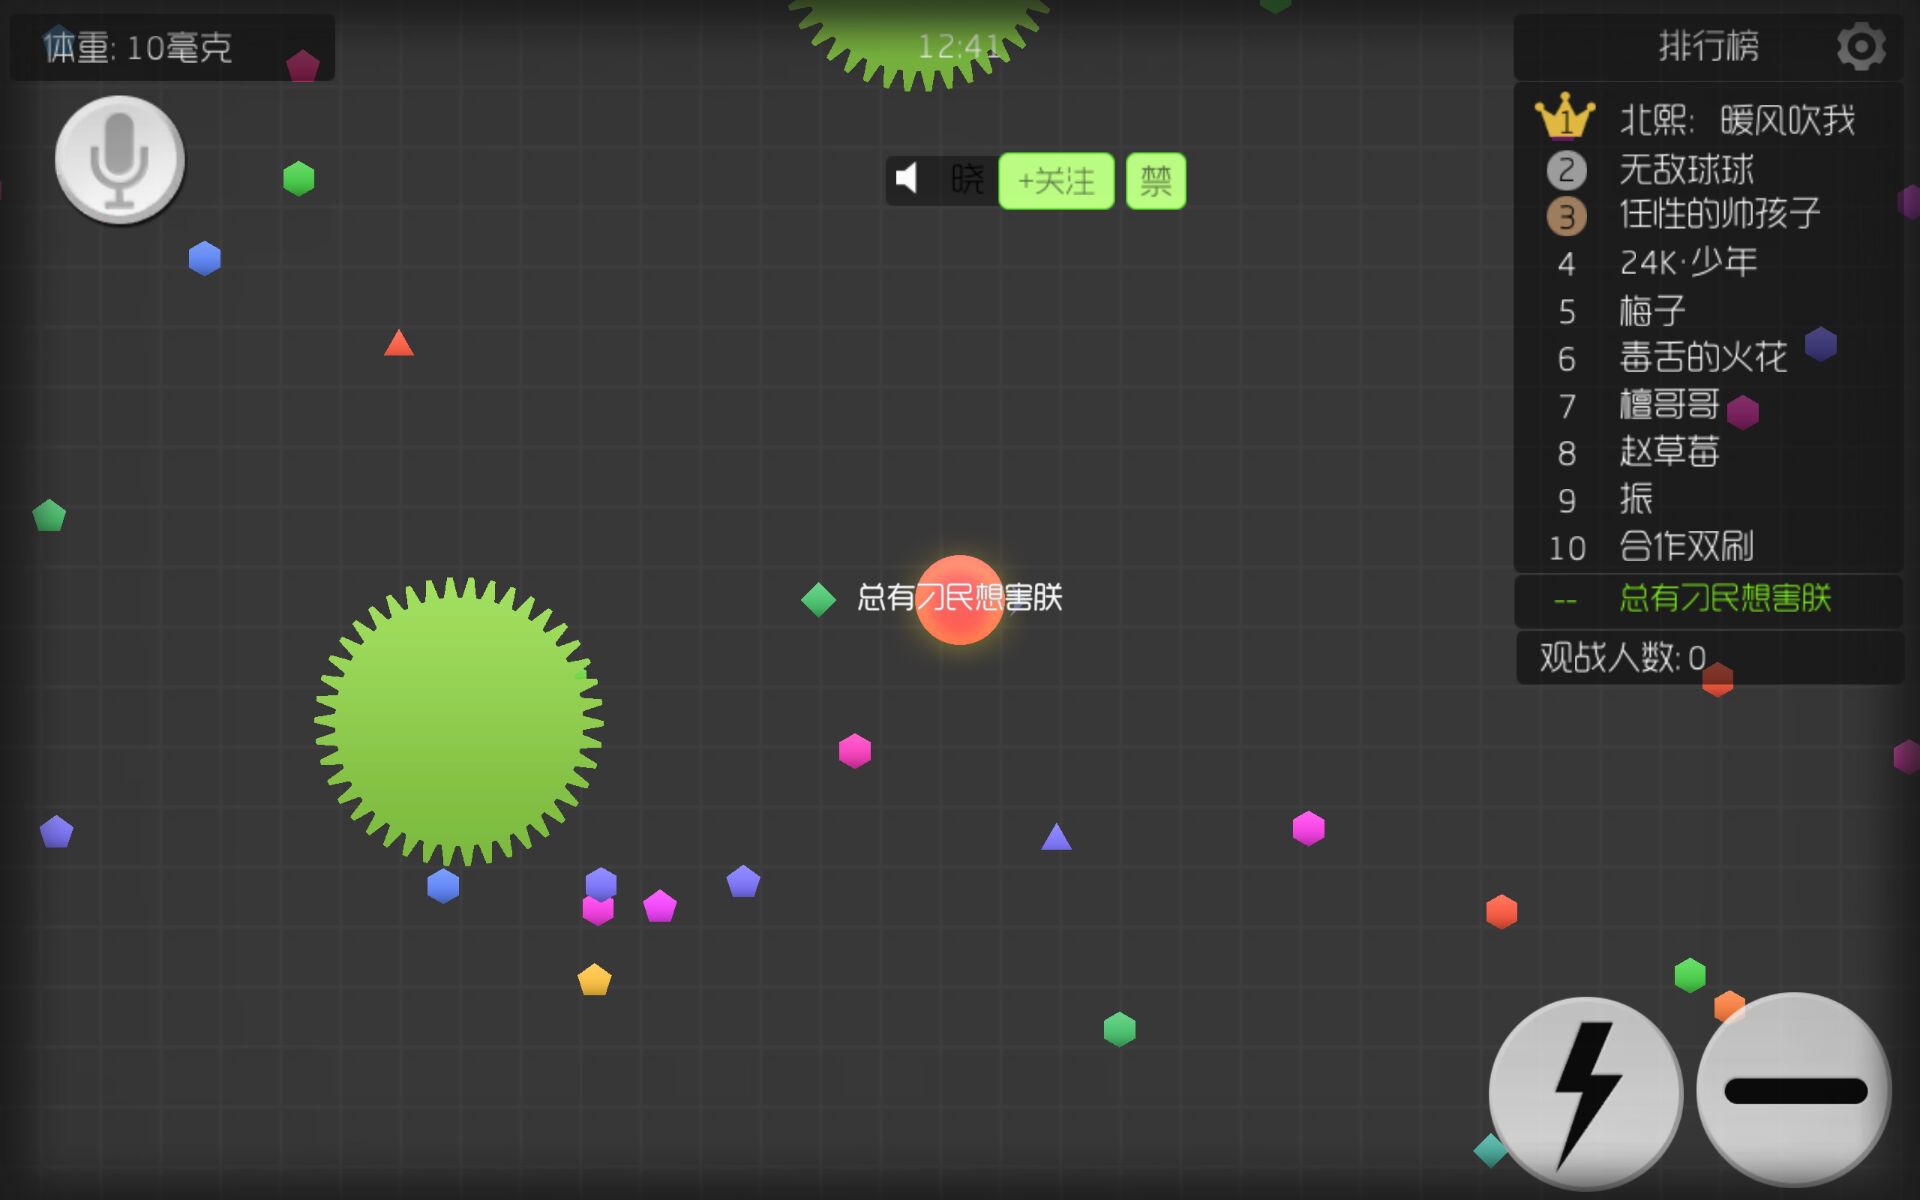 体重: 10毫克
12:41
晓 +关注 禁
排行榜
1 北熙: 暖风吹我
2 无敌球球
3 任性的帅孩子
4 24K·少年
5 梅子
6 毒舌的火花
7 檀哥哥
8 赵草莓
9 振
10 合作双刷
-- 总有刁民想害朕
观战人数: 0
总有刁民想害朕